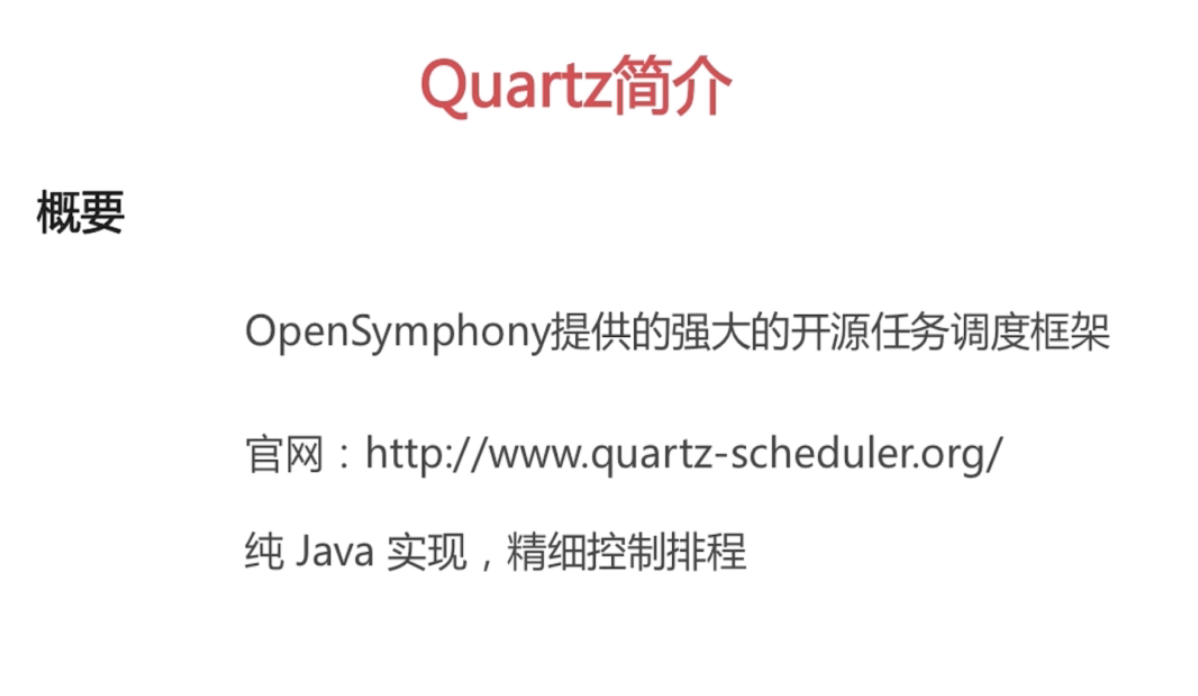 Quartz简介
概要
OpenSymphony提供的强大的开源任务调度框架
官网：http://www.quartz-scheduler.org/
纯 Java 实现，精细控制排程